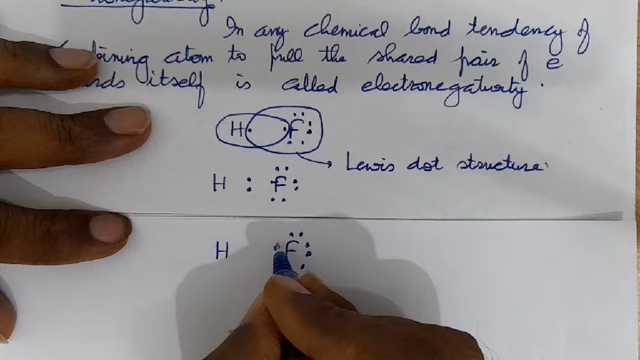 In any chemical bond tendency of
atom to pull the shared pair of e
itself is called electronegativity.
H F
Lewis dot structure.
H : F
H F